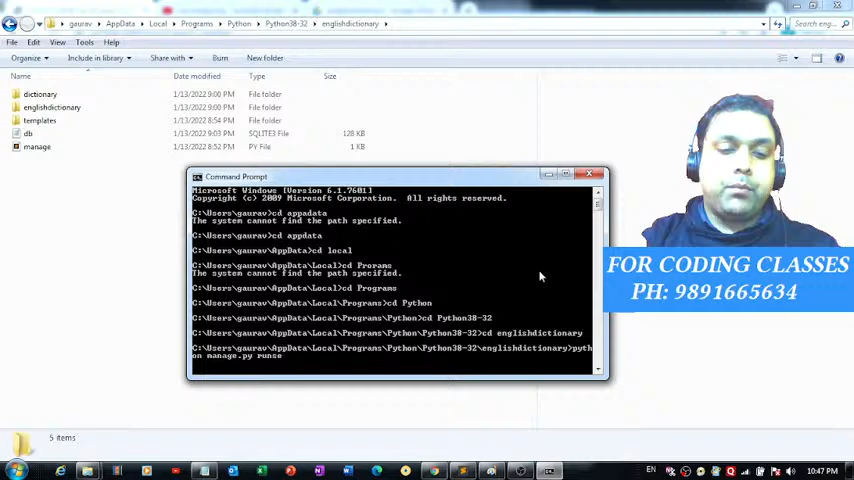 gaurav ▸ AppData ▸ Local ▸ Programs ▸ Python ▸ Python38-32 ▸ englishdictionary ▸
Search eng...
File Edit View Tools Help
Organize Include in library Share with Burn New folder
Name Date modified Type Size
dictionary 1/13/2022 9:00 PM File folder
englishdictionary 1/13/2022 9:00 PM File folder
templates 1/13/2022 8:54 PM File folder
db 1/13/2022 9:03 PM SQLITE3 File 128 KB
manage 1/13/2022 8:52 PM PY File 1 KB
Command Prompt
Microsoft Windows [Version 6.1.7601]
Copyright (c) 2009 Microsoft Corporation. All rights reserved.
C:\Users\gaurav>cd appadata
The system cannot find the path specified.
C:\Users\gaurav>cd appdata
C:\Users\gaurav\AppData>cd local
C:\Users\gaurav\AppData\Local>cd Prorams
The system cannot find the path specified.
C:\Users\gaurav\AppData\Local>cd Programs
C:\Users\gaurav\AppData\Local\Programs>cd Python
C:\Users\gaurav\AppData\Local\Programs\Python>cd Python38-32
C:\Users\gaurav\AppData\Local\Programs\Python\Python38-32>cd englishdictionary
C:\Users\gaurav\AppData\Local\Programs\Python\Python38-32\englishdictionary>pyth
on manage.py runse
FOR CODING CLASSES
PH: 9891665634
5 items
EN
10:47 PM